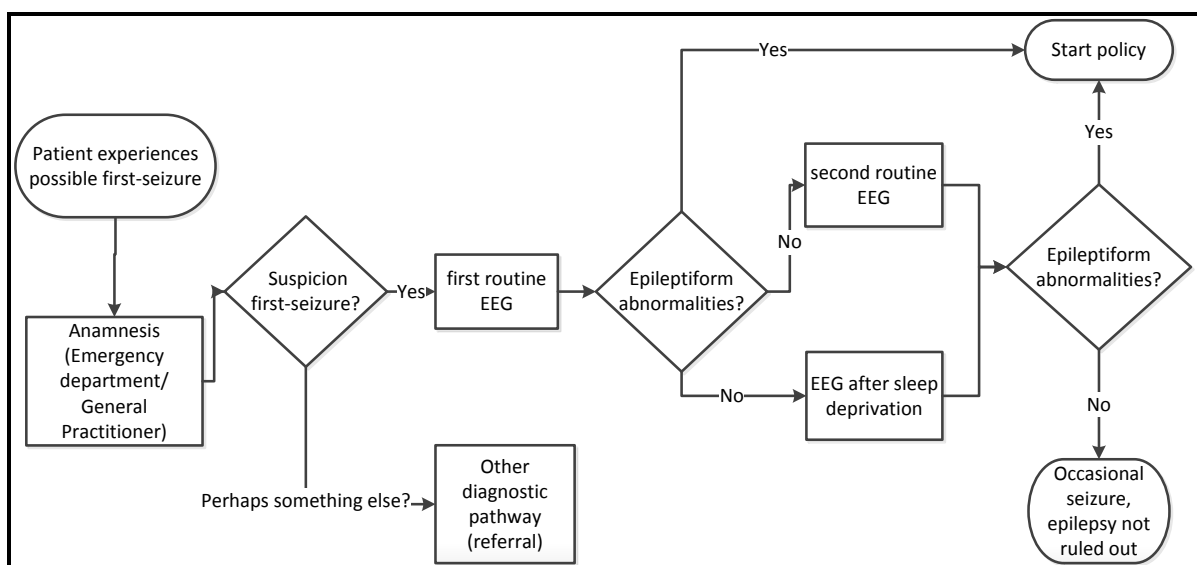 Patient experiences
possible first-seizure
Anamnesis
(Emergency
department/
General
Practitioner)
Suspicion
first-seizure?
Yes
Perhaps something else?
Other
diagnostic
pathway
(referral)
first routine
EEG
Epileptiform
abnormalities?
Yes
No
second routine
EEG
No
EEG after sleep
deprivation
Epileptiform
abnormalities?
Yes
Start policy
No
Occasional
seizure,
epilepsy not
ruled out